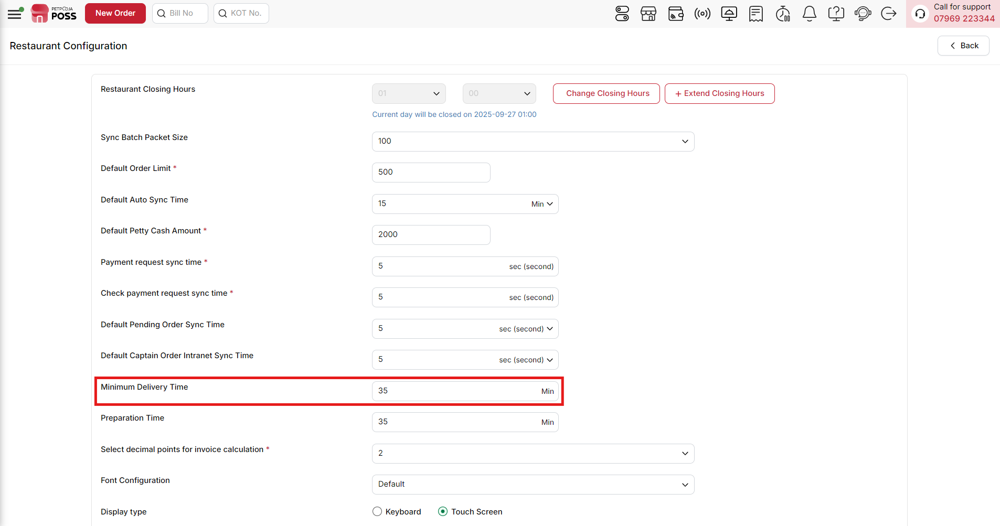 PETPOOJA
POSS
New Order
Bill No
KOT No.
Call for support
07969 223344
Restaurant Configuration
Back
Restaurant Closing Hours
01
00
Change Closing Hours
+ Extend Closing Hours
Current day will be closed on 2025-09-27 01:00
Sync Batch Packet Size
100
Default Order Limit *
500
Default Auto Sync Time
15
Min
Default Petty Cash Amount *
2000
Payment request sync time *
5
sec (second)
Check payment request sync time *
5
sec (second)
Default Pending Order Sync Time
5
sec (second)
Default Captain Order Intranet Sync Time
5
sec (second)
Minimum Delivery Time
35
Min
Preparation Time
35
Min
Select decimal points for invoice calculation *
2
Font Configuration
Default
Display type
Keyboard
Touch Screen